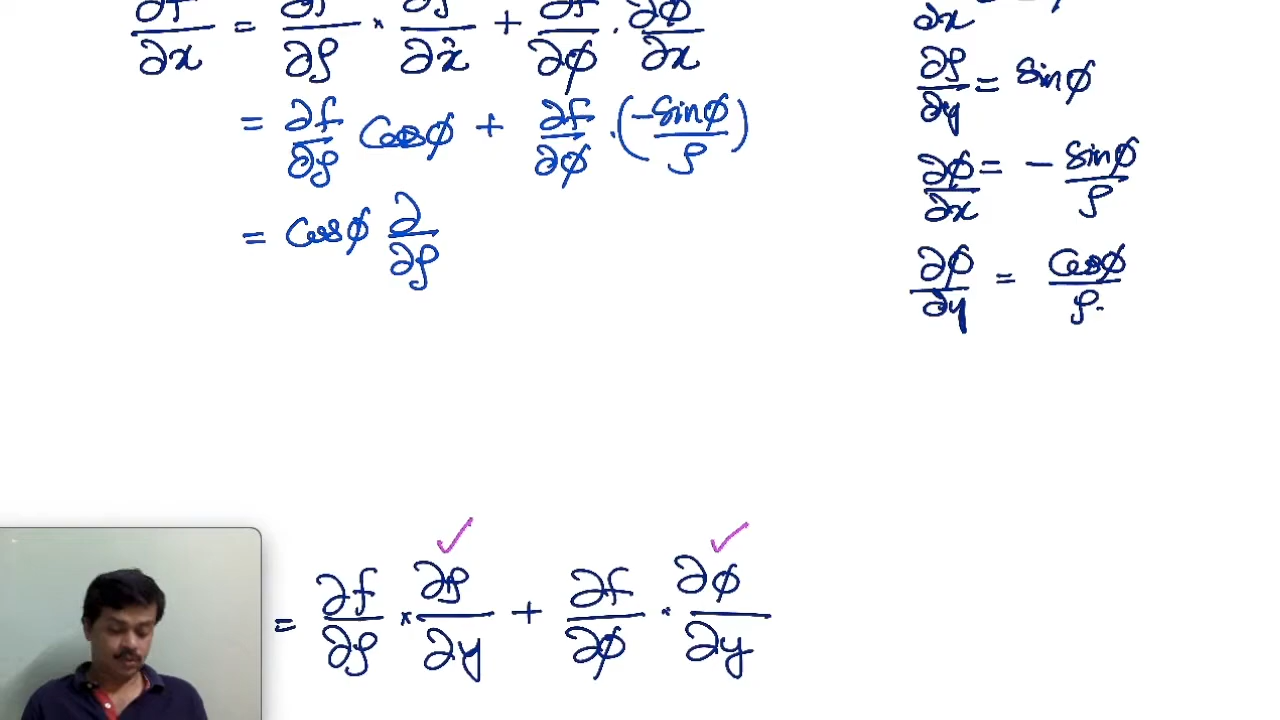 ∂f/∂x = ∂f/∂ρ × ∂ρ/∂x + ∂f/∂φ · ∂φ/∂x
= ∂f/∂ρ Cosφ + ∂f/∂φ · (-Sinφ/ρ)
= Cosφ ∂/∂ρ
∂x
∂ρ/∂y = Sinφ
∂φ/∂x = - Sinφ/ρ
∂φ/∂y = Cosφ/ρ
= ∂f/∂ρ × ∂ρ/∂y + ∂f/∂φ · ∂φ/∂y